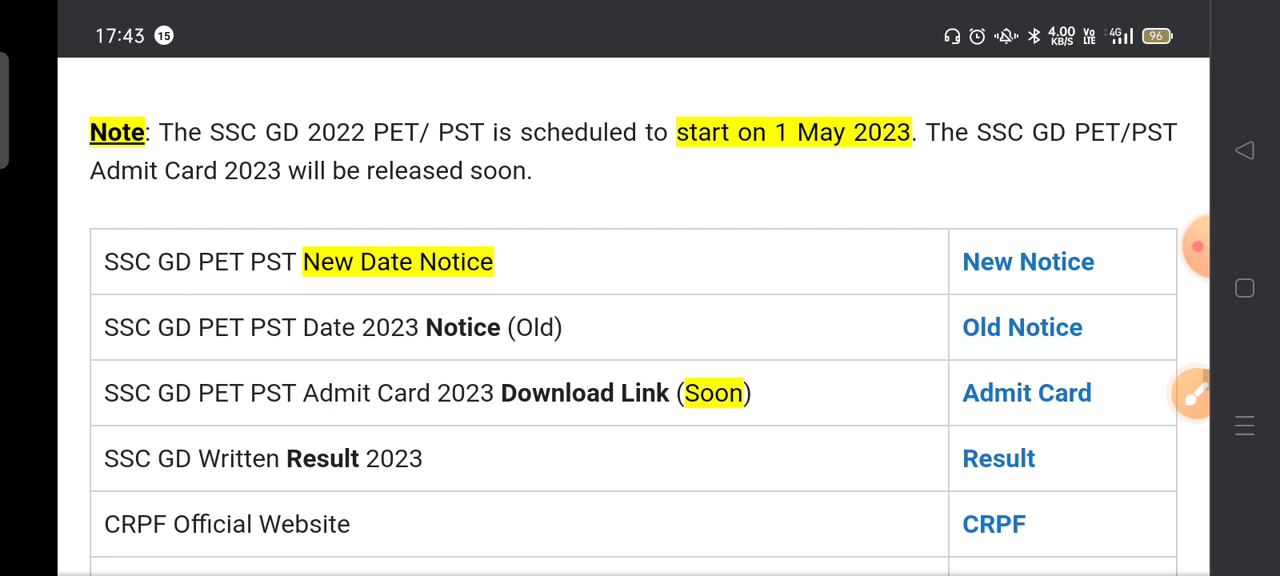 17:43 15 4.00 KB/S Vo LTE 4G 96
Note: The SSC GD 2022 PET/ PST is scheduled to start on 1 May 2023. The SSC GD PET/PST
Admit Card 2023 will be released soon.
SSC GD PET PST New Date Notice New Notice
SSC GD PET PST Date 2023 Notice (Old) Old Notice
SSC GD PET PST Admit Card 2023 Download Link (Soon) Admit Card
SSC GD Written Result 2023 Result
CRPF Official Website CRPF